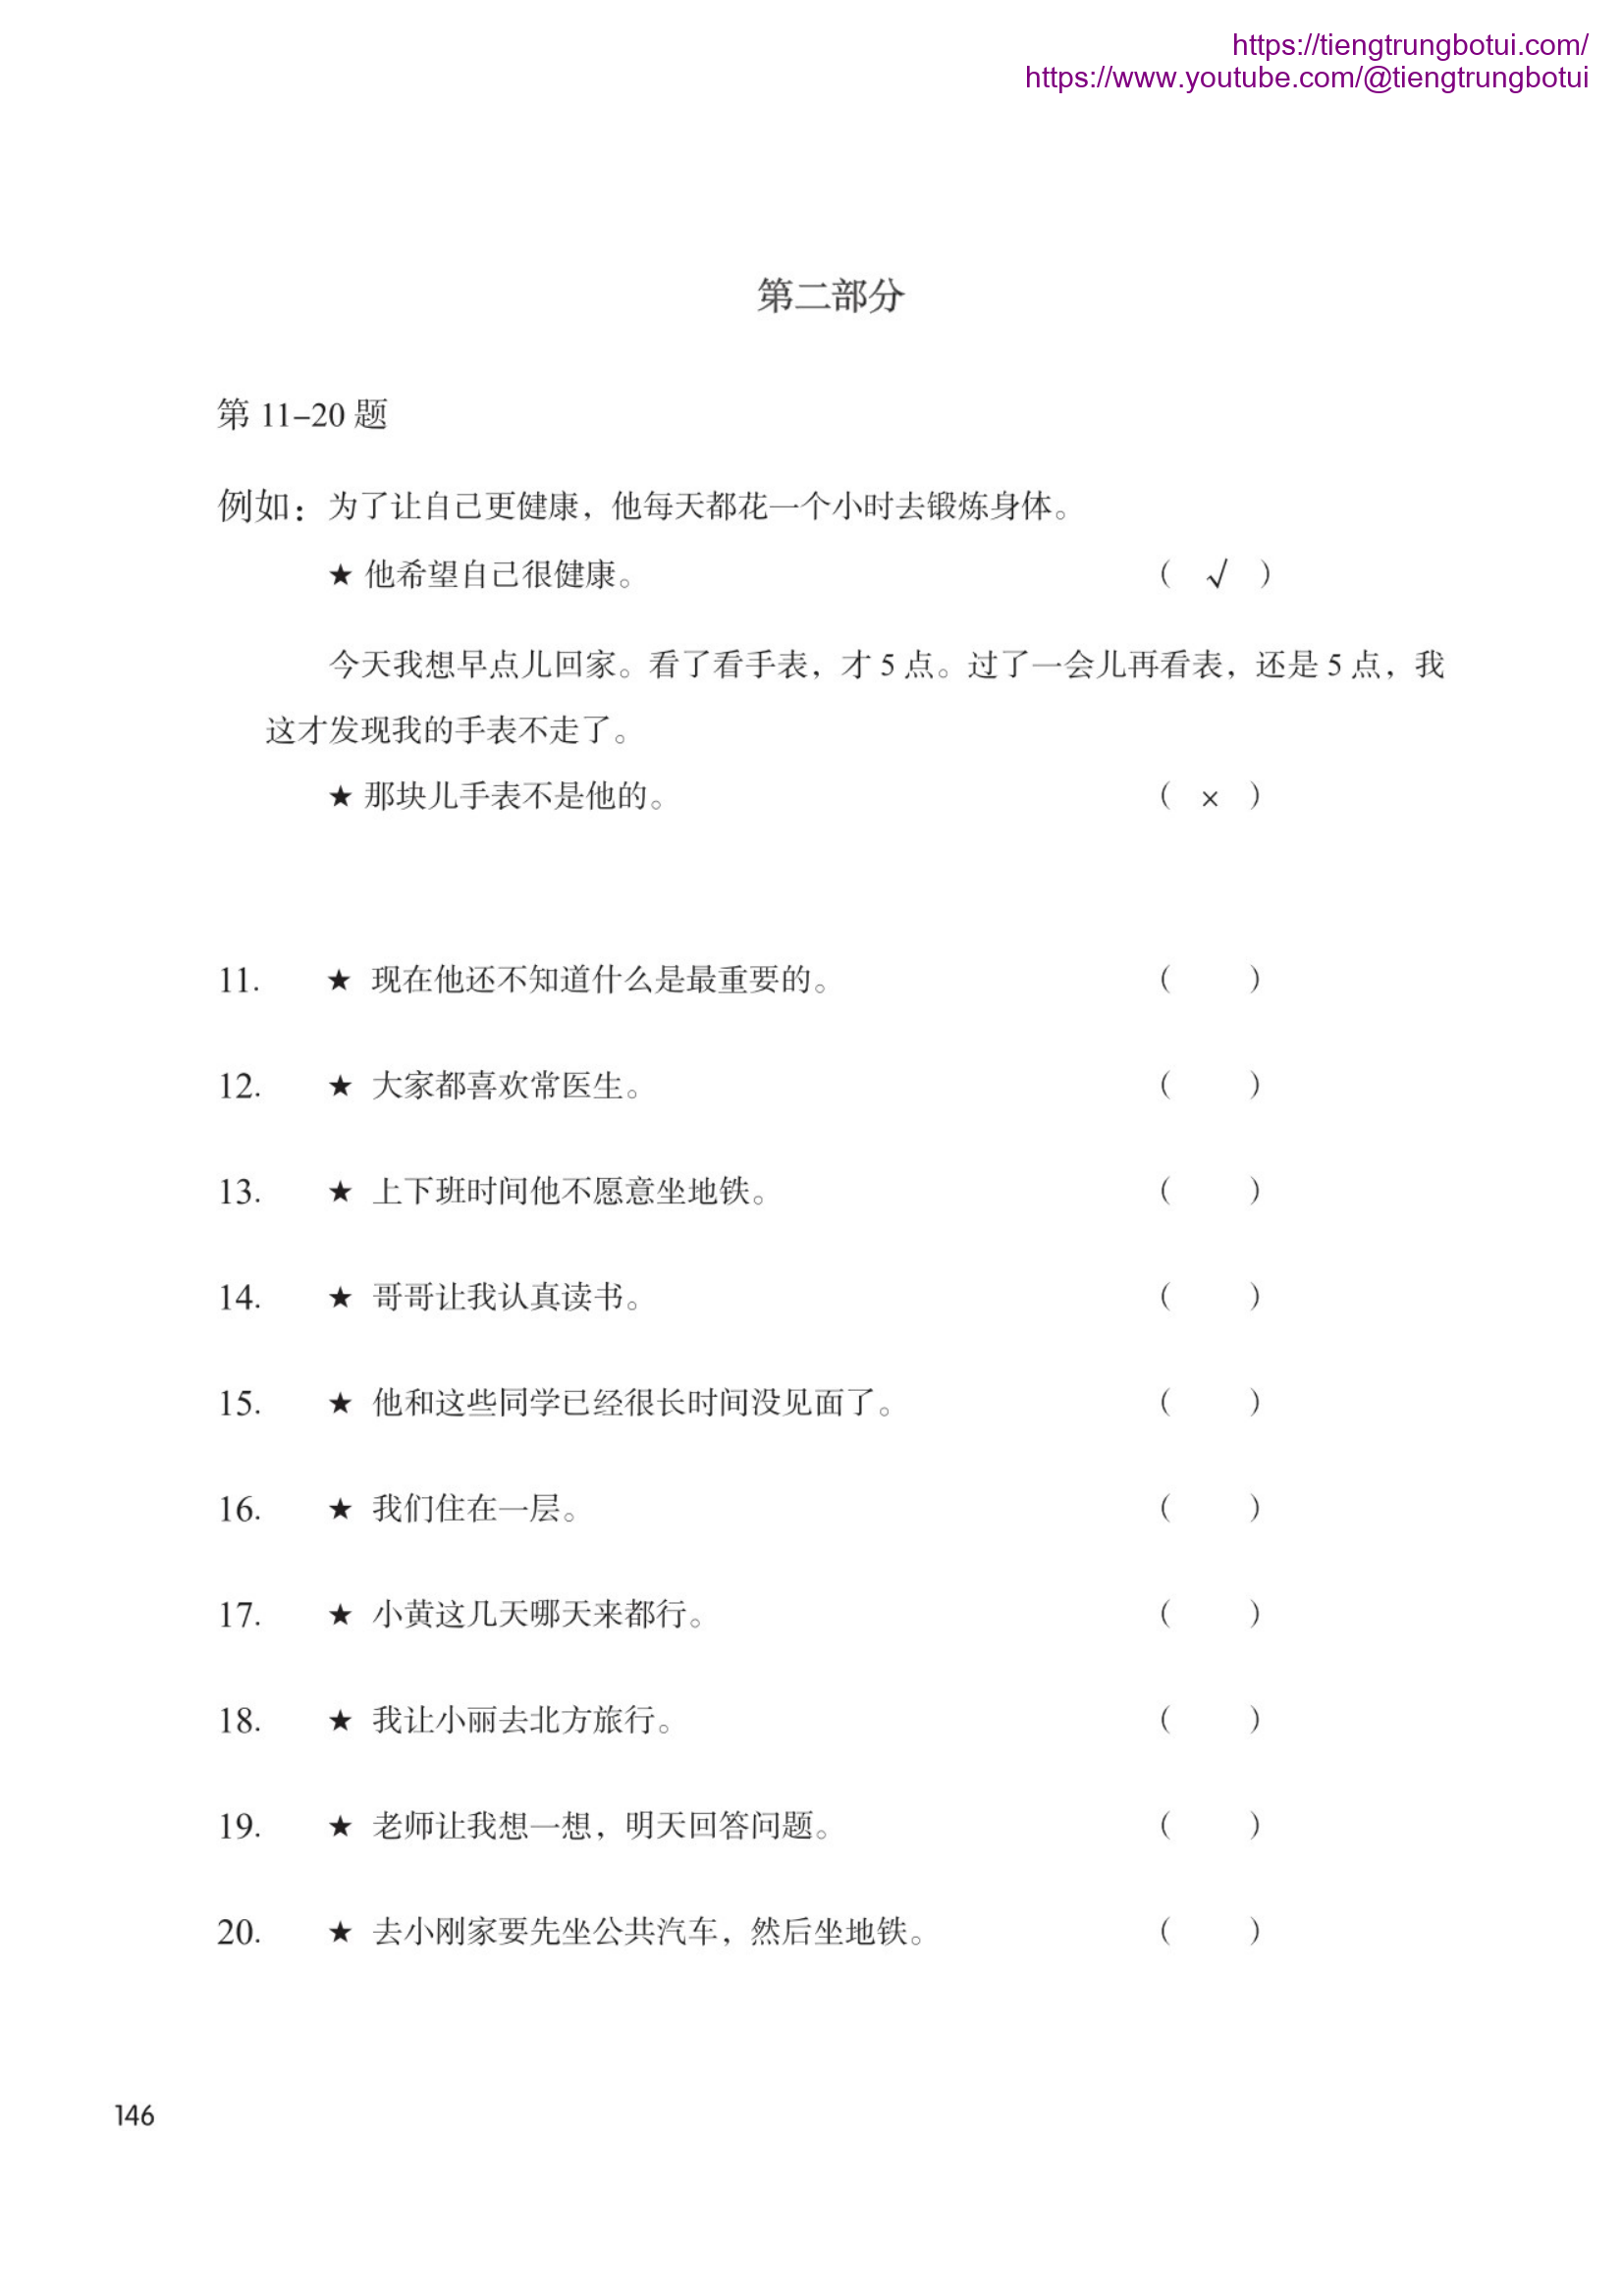 https://tiengtrungbotui.com/
https://www.youtube.com/@tiengtrungbotui
第二部分
第 11–20 题
例如：为了让自己更健康，他每天都花一个小时去锻炼身体。
★ 他希望自己很健康。 （ √ ）
今天我想早点儿回家。看了看手表，才 5 点。过了一会儿再看表，还是 5 点，我
这才发现我的手表不走了。
★ 那块儿手表不是他的。 （ × ）
11. ★ 现在他还不知道什么是最重要的。 （ ）
12. ★ 大家都喜欢常医生。 （ ）
13. ★ 上下班时间他不愿意坐地铁。 （ ）
14. ★ 哥哥让我认真读书。 （ ）
15. ★ 他和这些同学已经很长时间没见面了。 （ ）
16. ★ 我们住在一层。 （ ）
17. ★ 小黄这几天哪天来都行。 （ ）
18. ★ 我让小丽去北方旅行。 （ ）
19. ★ 老师让我想一想，明天回答问题。 （ ）
20. ★ 去小刚家要先坐公共汽车，然后坐地铁。 （ ）
146